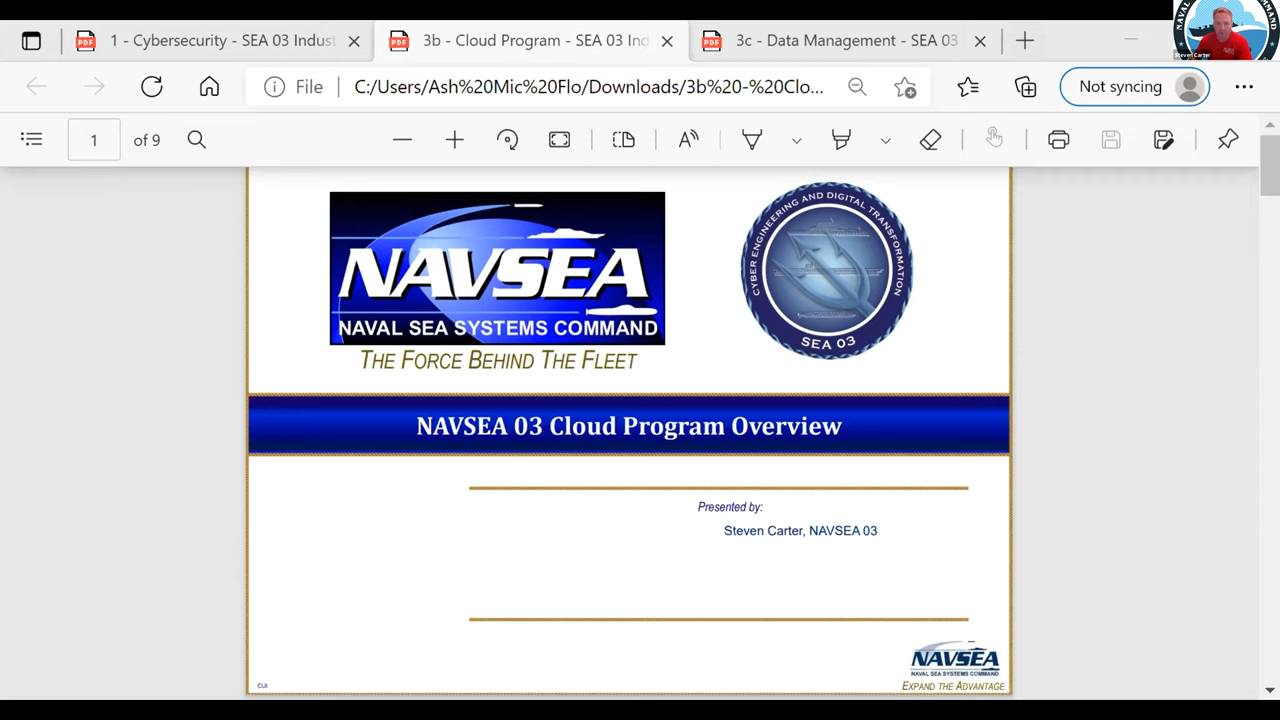 1 - Cybersecurity - SEA 03 Indust
3b - Cloud Program - SEA 03 Ind
3c - Data Management - SEA 03
Steven Carter
File
C:/Users/Ash%20Mic%20Flo/Downloads/3b%20-%20Clo...
Not syncing
1 of 9
NAVSEA
NAVAL SEA SYSTEMS COMMAND
THE FORCE BEHIND THE FLEET
CYBER ENGINEERING AND DIGITAL TRANSFORMATION
SEA 03
NAVSEA 03 Cloud Program Overview
Presented by:
Steven Carter, NAVSEA 03
NAVSEA
NAVAL SEA SYSTEMS COMMAND
EXPAND THE ADVANTAGE
CUI